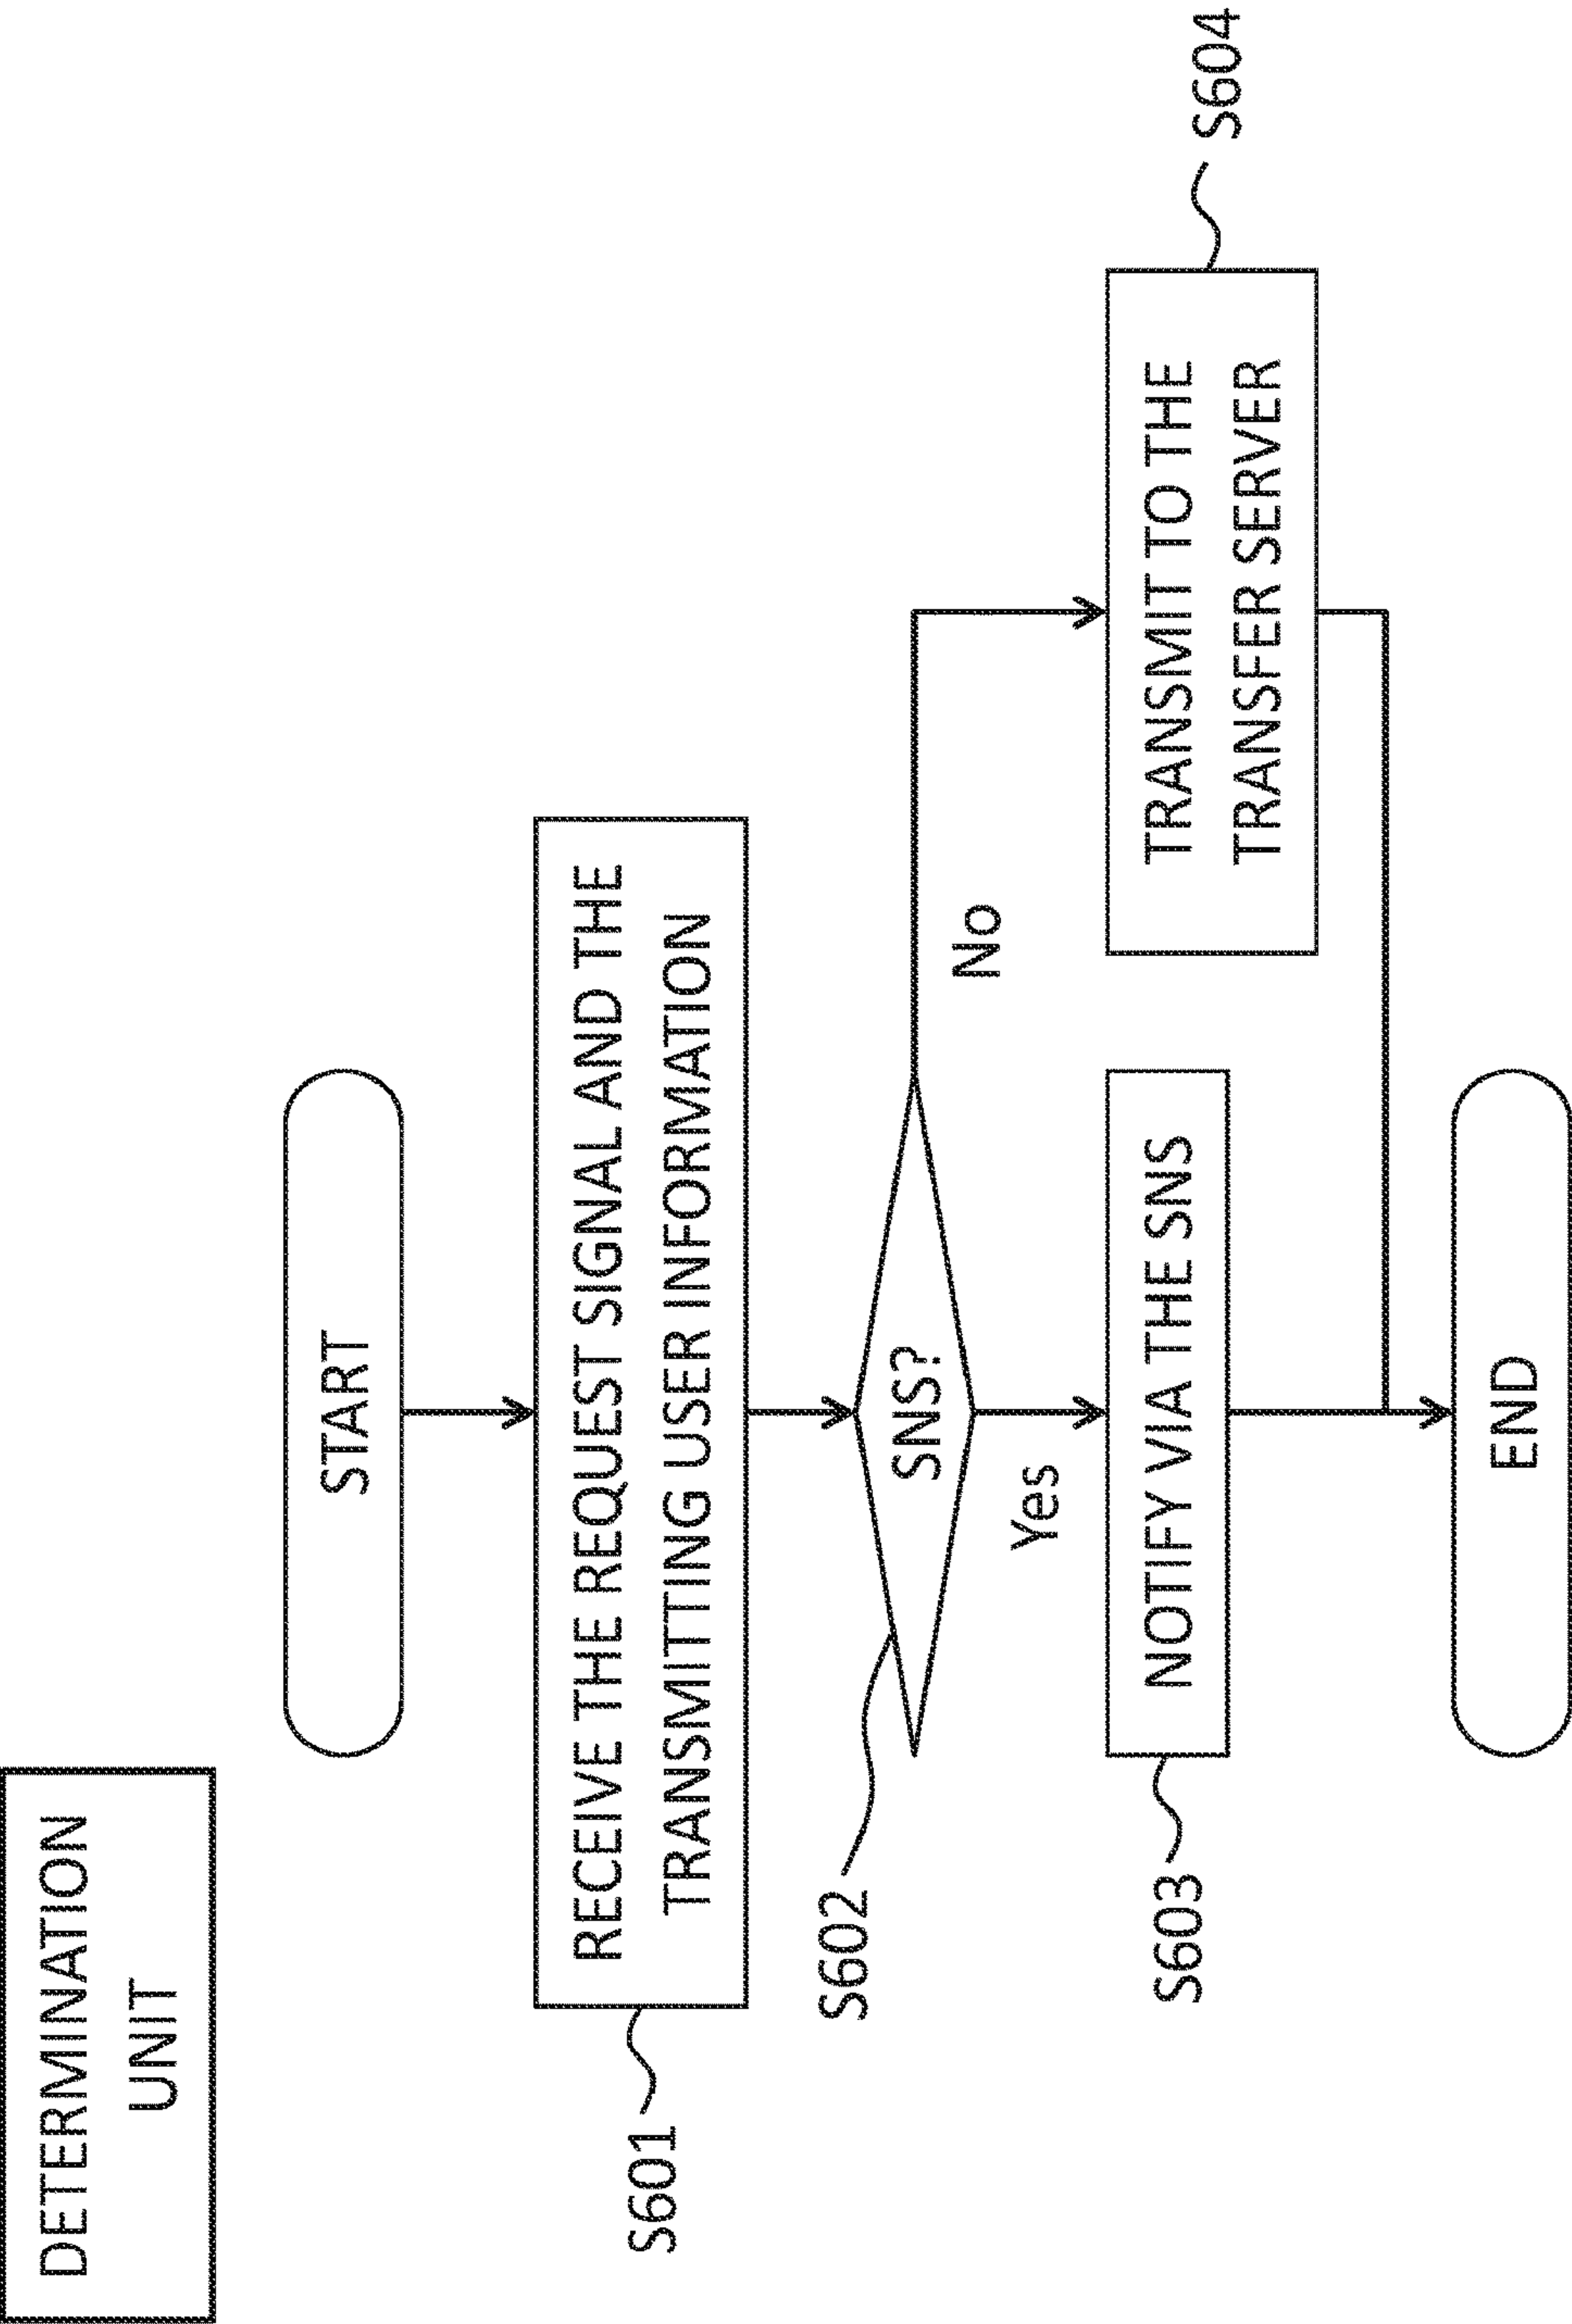 DETERMINATION
UNIT
START
RECEIVE THE REQUEST SIGNAL AND THE
TRANSMITTING USER INFORMATION
S601
SNS?
S602
No
Yes
NOTIFY VIA THE SNS
S603
TRANSMIT TO THE
TRANSFER SERVER
S604
END